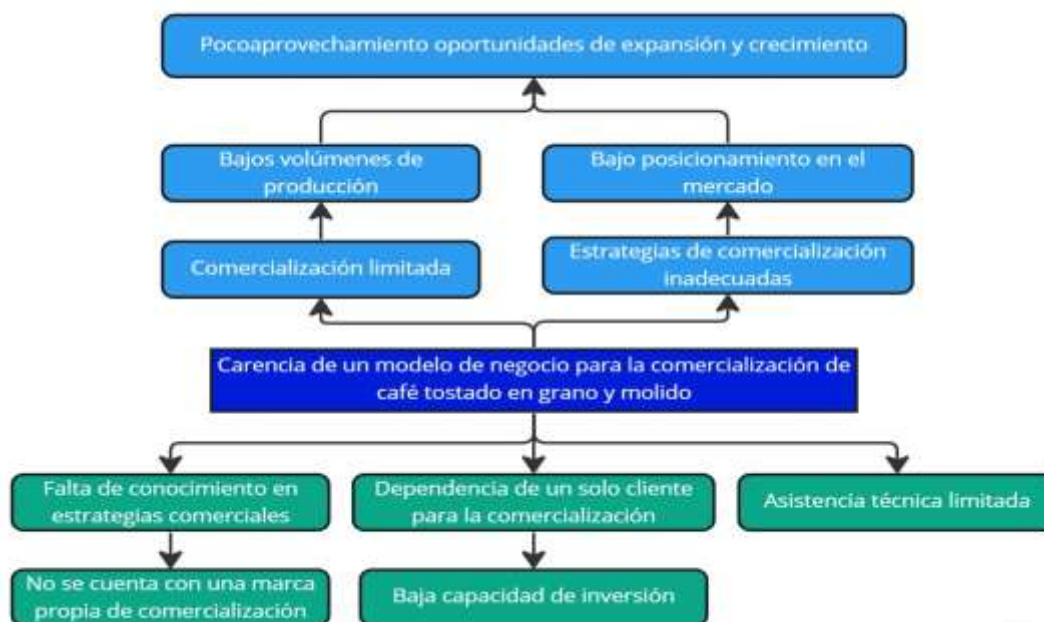 Pocoaprovechamiento oportunidades de expansión y crecimiento
Bajos volúmenes de
producción
Bajo posicionamiento en el
mercado
Comercialización limitada
Estrategias de comercialización
inadecuadas
Carencia de un modelo de negocio para la comercialización de
café tostado en grano y molido
Falta de conocimiento en
estrategias comerciales
Dependencia de un solo cliente
para la comercialización
Asistencia técnica limitada
No se cuenta con una marca
propia de comercialización
Baja capacidad de inversión